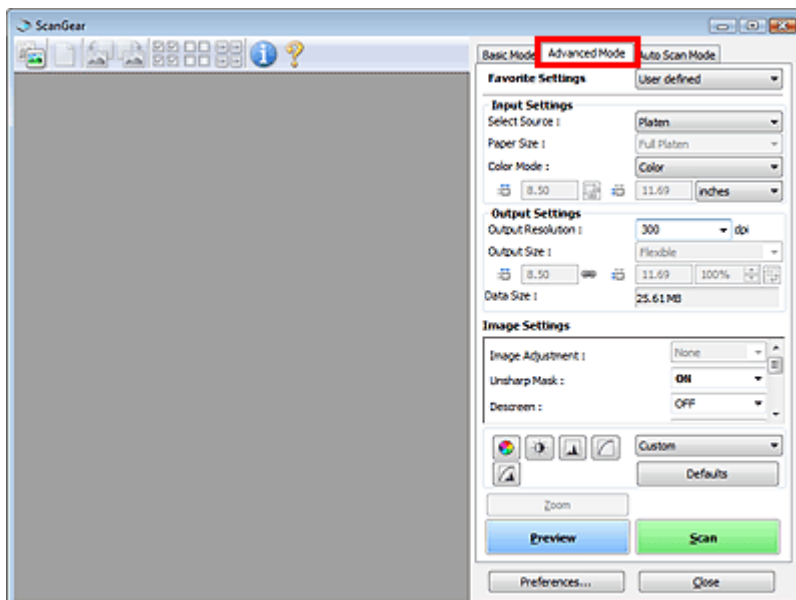 ScanGear
Basic Mode Advanced Mode Auto Scan Mode
Favorite Settings User defined
Input Settings
Select Source : Platen
Paper Size : Full Platen
Color Mode : Color
8.50 11.69 inches
Output Settings
Output Resolution : 300 dpi
Output Size : Flexible
8.50 11.69 100%
Data Size : 25.61 MB
Image Settings
Image Adjustment : None
Unsharp Mask : ON
Descreen : OFF
Custom
Defaults
Zoom
Preview Scan
Preferences... Close